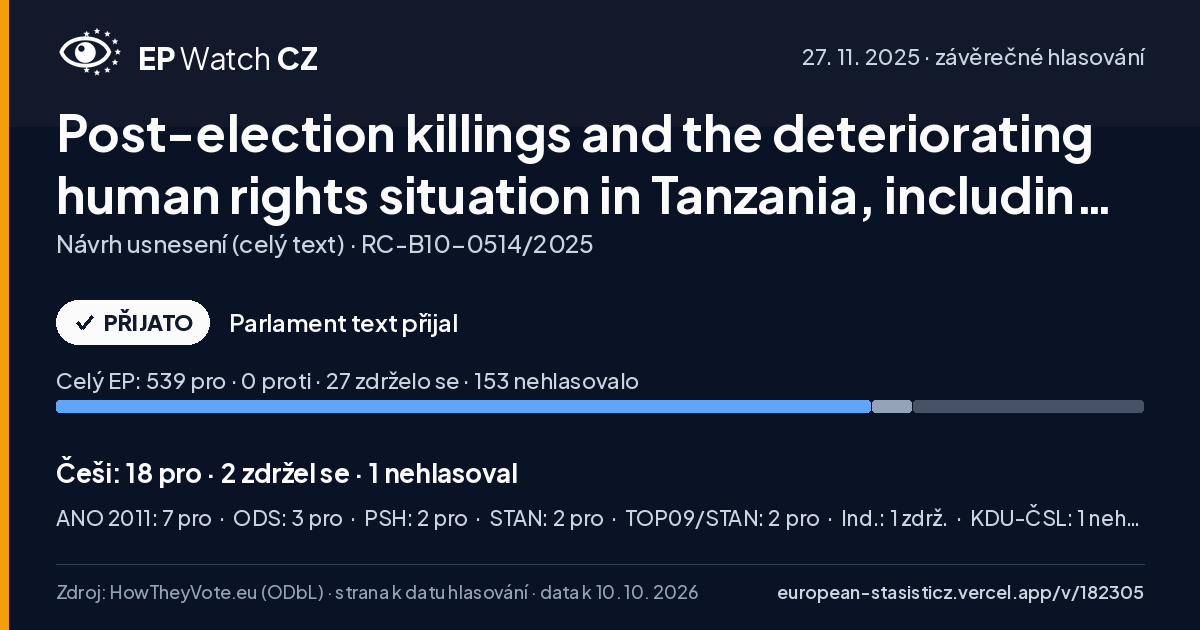 EP Watch CZ
27. 11. 2025 · závěrečné hlasování
Post-election killings and the deteriorating
human rights situation in Tanzania, includin…
Návrh usnesení (celý text) · RC-B10-0514/2025
✓ PŘIJATO
Parlament text přijal
Celý EP: 539 pro · 0 proti · 27 zdrželo se · 153 nehlasovalo
Češi: 18 pro · 2 zdržel se · 1 nehlasoval
ANO 2011: 7 pro · ODS: 3 pro · PSH: 2 pro · STAN: 2 pro · TOP09/STAN: 2 pro · Ind.: 1 zdrž. · KDU-ČSL: 1 neh…
Zdroj: HowTheyVote.eu (ODbL) · strana k datu hlasování · data k 10. 10. 2026
european-stasisticz.vercel.app/v/182305